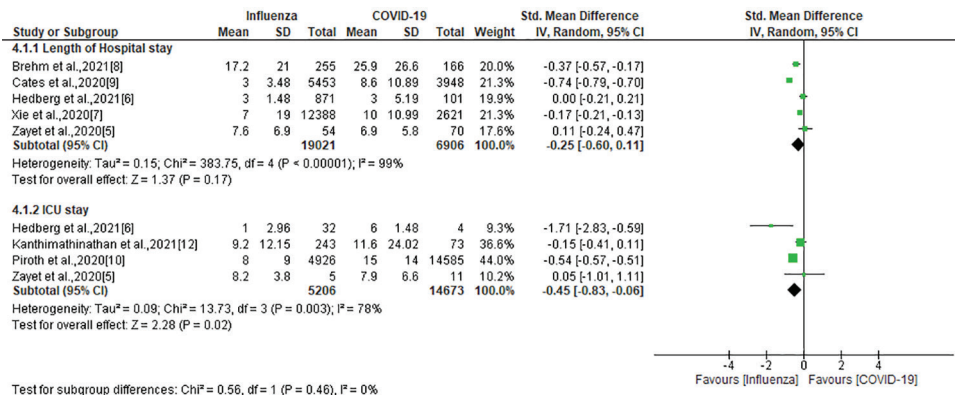 Influenza COVID-19 Std. Mean Difference Std. Mean Difference
Study or Subgroup Mean SD Total Mean SD Total Weight IV, Random, 95% CI IV, Random, 95% CI
4.1.1 Length of Hospital stay
Brehm et al.,2021[8] 17.2 21 255 25.9 26.6 166 20.0% -0.37 [-0.57, -0.17]
Cates et al.,2020[9] 3 3.48 5453 8.6 10.89 3948 21.3% -0.74 [-0.79, -0.70]
Hedberg et al.,2021[6] 3 1.48 871 3 5.19 101 19.9% 0.00 [-0.21, 0.21]
Xie et al.,2020[7] 7 19 12388 10 10.99 2621 21.3% -0.17 [-0.21, -0.13]
Zayet et al.,2020[5] 7.6 6.9 54 6.9 5.8 70 17.6% 0.11 [-0.24, 0.47]
Subtotal (95% CI) 19021 6906 100.0% -0.25 [-0.60, 0.11]
Heterogeneity: Tau² = 0.15; Chi² = 383.75, df = 4 (P < 0.00001); I² = 99%
Test for overall effect: Z = 1.37 (P = 0.17)
4.1.2 ICU stay
Hedberg et al.,2021[6] 1 2.96 32 6 1.48 4 9.3% -1.71 [-2.83, -0.59]
Kanthimathinathan et al.,2021[12] 9.2 12.15 243 11.6 24.02 73 36.6% -0.15 [-0.41, 0.11]
Piroth et al.,2020[10] 8 9 4926 15 14 14585 44.0% -0.54 [-0.57, -0.51]
Zayet et al.,2020[5] 8.2 3.8 5 7.9 6.6 11 10.2% 0.05 [-1.01, 1.11]
Subtotal (95% CI) 5206 14673 100.0% -0.45 [-0.83, -0.06]
Heterogeneity: Tau² = 0.09; Chi² = 13.73, df = 3 (P = 0.003); I² = 78%
Test for overall effect: Z = 2.28 (P = 0.02)
-4 -2 0 2 4
Favours [Influenza] Favours [COVID-19]
Test for subgroup differences: Chi² = 0.56, df = 1 (P = 0.46), I² = 0%